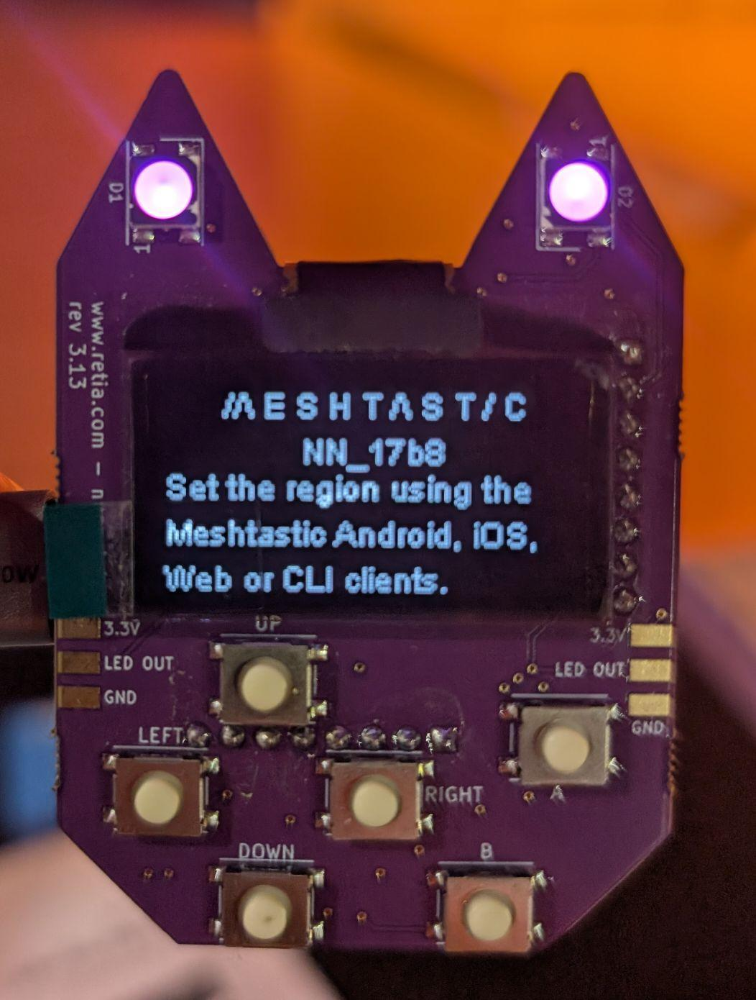 D1
1
1
D2
www.retia.com - n
rev 3.13
MESHTASTIC
NN_17b8
Set the region using the
Meshtastic Android, iOS,
Web or CLI clients.
OW
3.3V
LED OUT
GND
UP
3.3V
LED OUT
GND
LEFT
RIGHT
A
DOWN
B